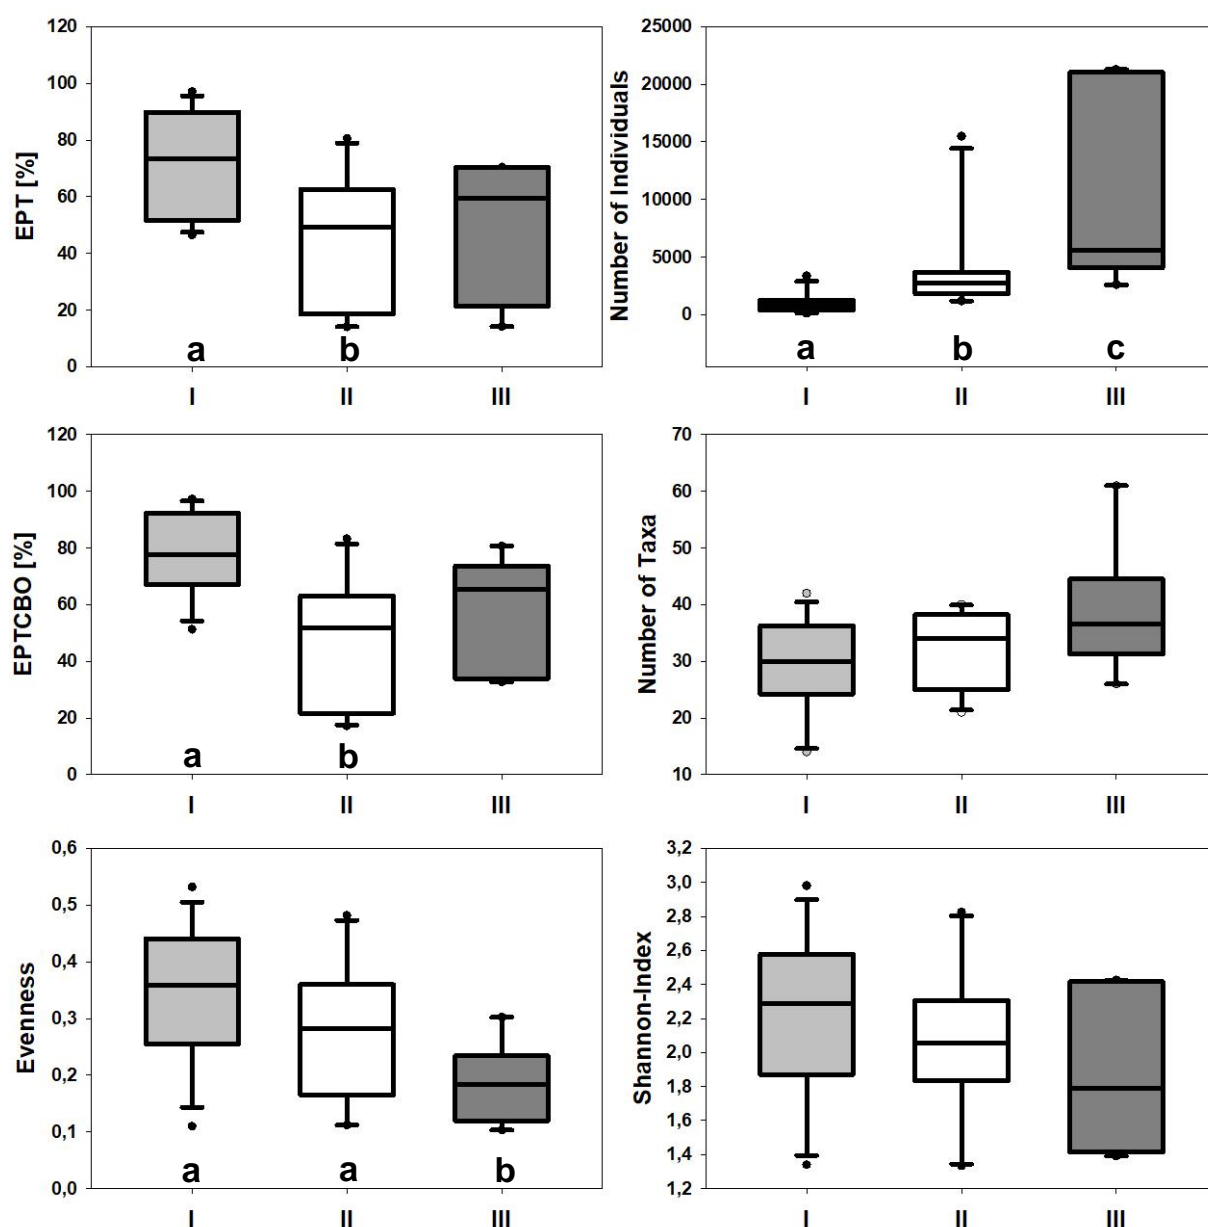 EPT [%]
120
100
80
60
40
20
0
a
b
I
II
III
Number of Individuals
25000
20000
15000
10000
5000
0
a
b
c
I
II
III
EPTCBO [%]
120
100
80
60
40
20
0
a
b
I
II
III
Number of Taxa
70
60
50
40
30
20
10
I
II
III
Evenness
0,6
0,5
0,4
0,3
0,2
0,1
0,0
a
a
b
I
II
III
Shannon-Index
3,2
3,0
2,8
2,6
2,4
2,2
2,0
1,8
1,6
1,4
1,2
I
II
III